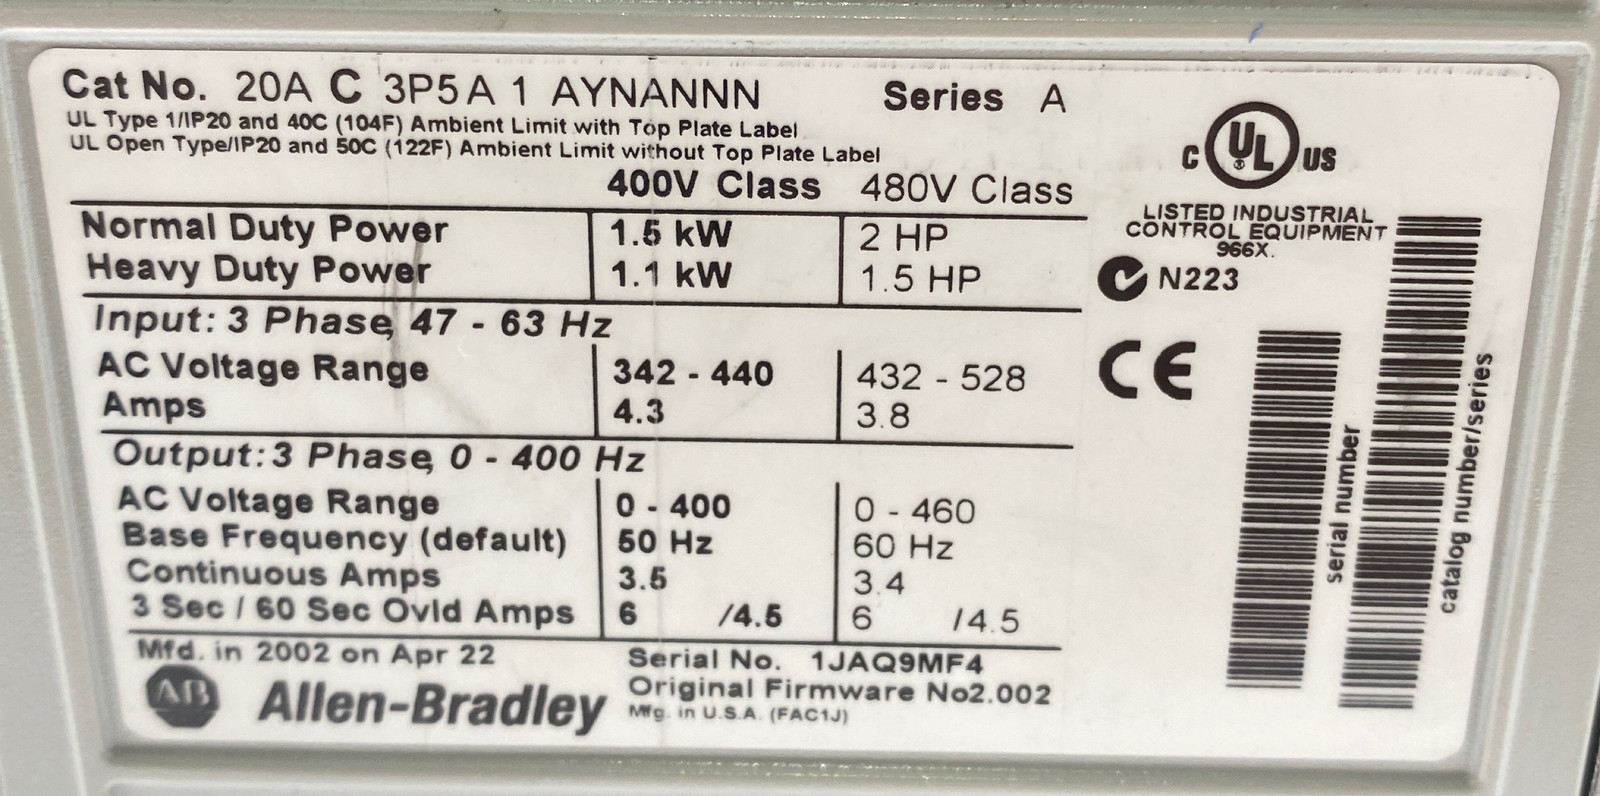 Cat No. 20A C 3P5A 1 AYNANNN Series A
UL Type 1/IP20 and 40C (104F) Ambient Limit with Top Plate Label
UL Open Type/IP20 and 50C (122F) Ambient Limit without Top Plate Label
400V Class 480V Class
Normal Duty Power 1.5 kW 2 HP
Heavy Duty Power 1.1 kW 1.5 HP
Input: 3 Phase, 47 - 63 Hz
AC Voltage Range 342 - 440 432 - 528
Amps 4.3 3.8
Output: 3 Phase, 0 - 400 Hz
AC Voltage Range 0 - 400 0 - 460
Base Frequency (default) 50 Hz 60 Hz
Continuous Amps 3.5 3.4
3 Sec / 60 Sec Ovld Amps 6 /4.5 6 /4.5
Mfd. in 2002 on Apr 22
Serial No. 1JAQ9MF4
Original Firmware No2.002
Mfg. in U.S.A. (FAC1J)
AB Allen-Bradley
C UL US
LISTED INDUSTRIAL
CONTROL EQUIPMENT
966X.
N223
CE
serial number
catalog number/series